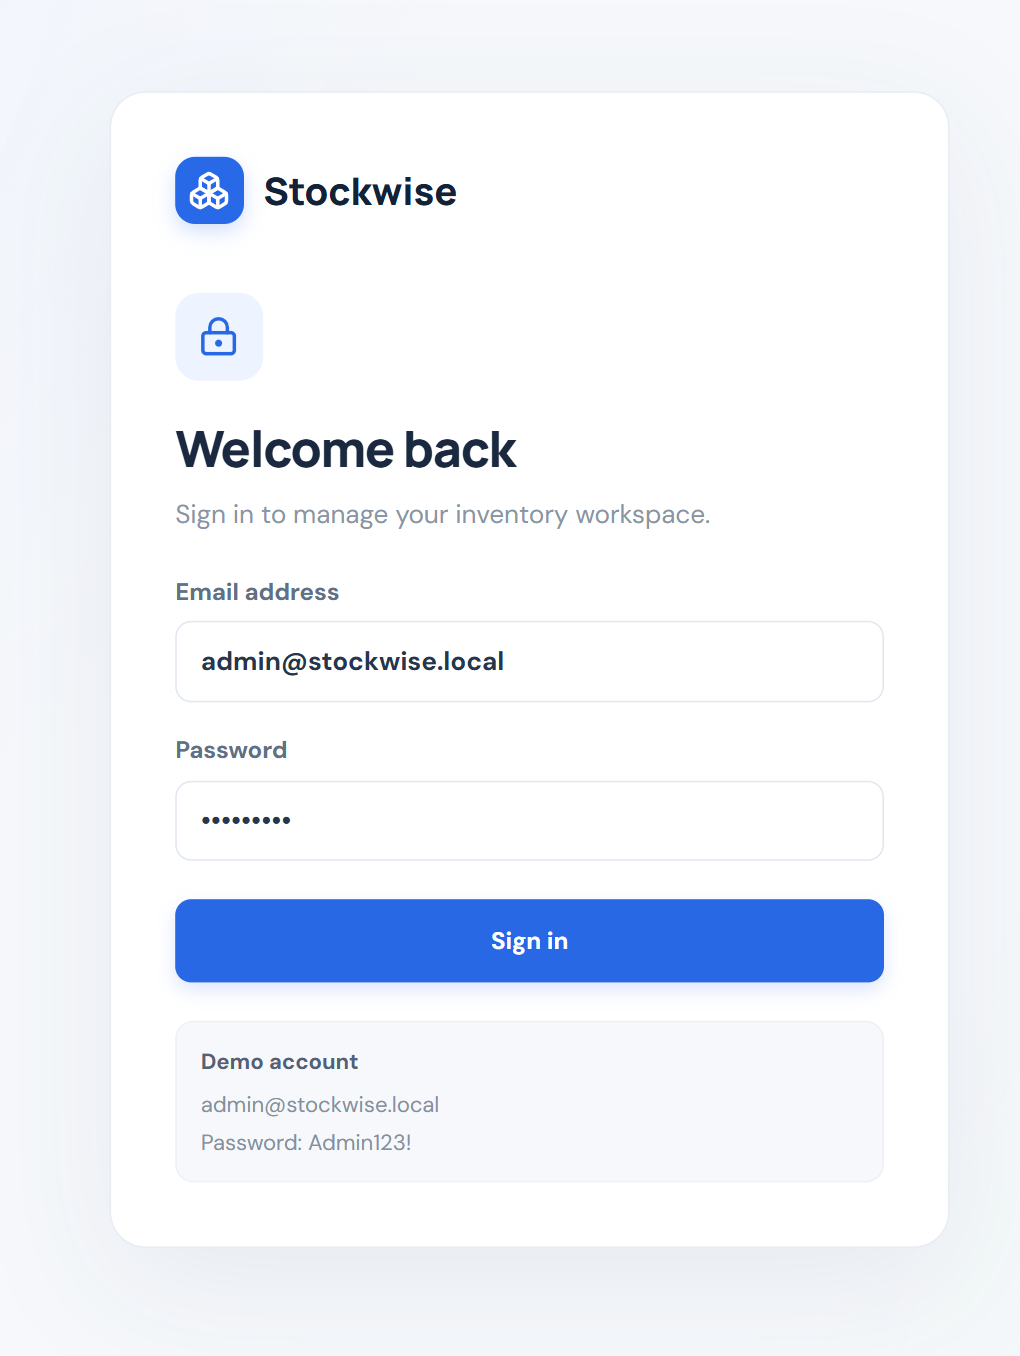 Stockwise
Welcome back
Sign in to manage your inventory workspace.
Email address
admin@stockwise.local
Password
•••••••••
Sign in
Demo account
admin@stockwise.local
Password: Admin123!